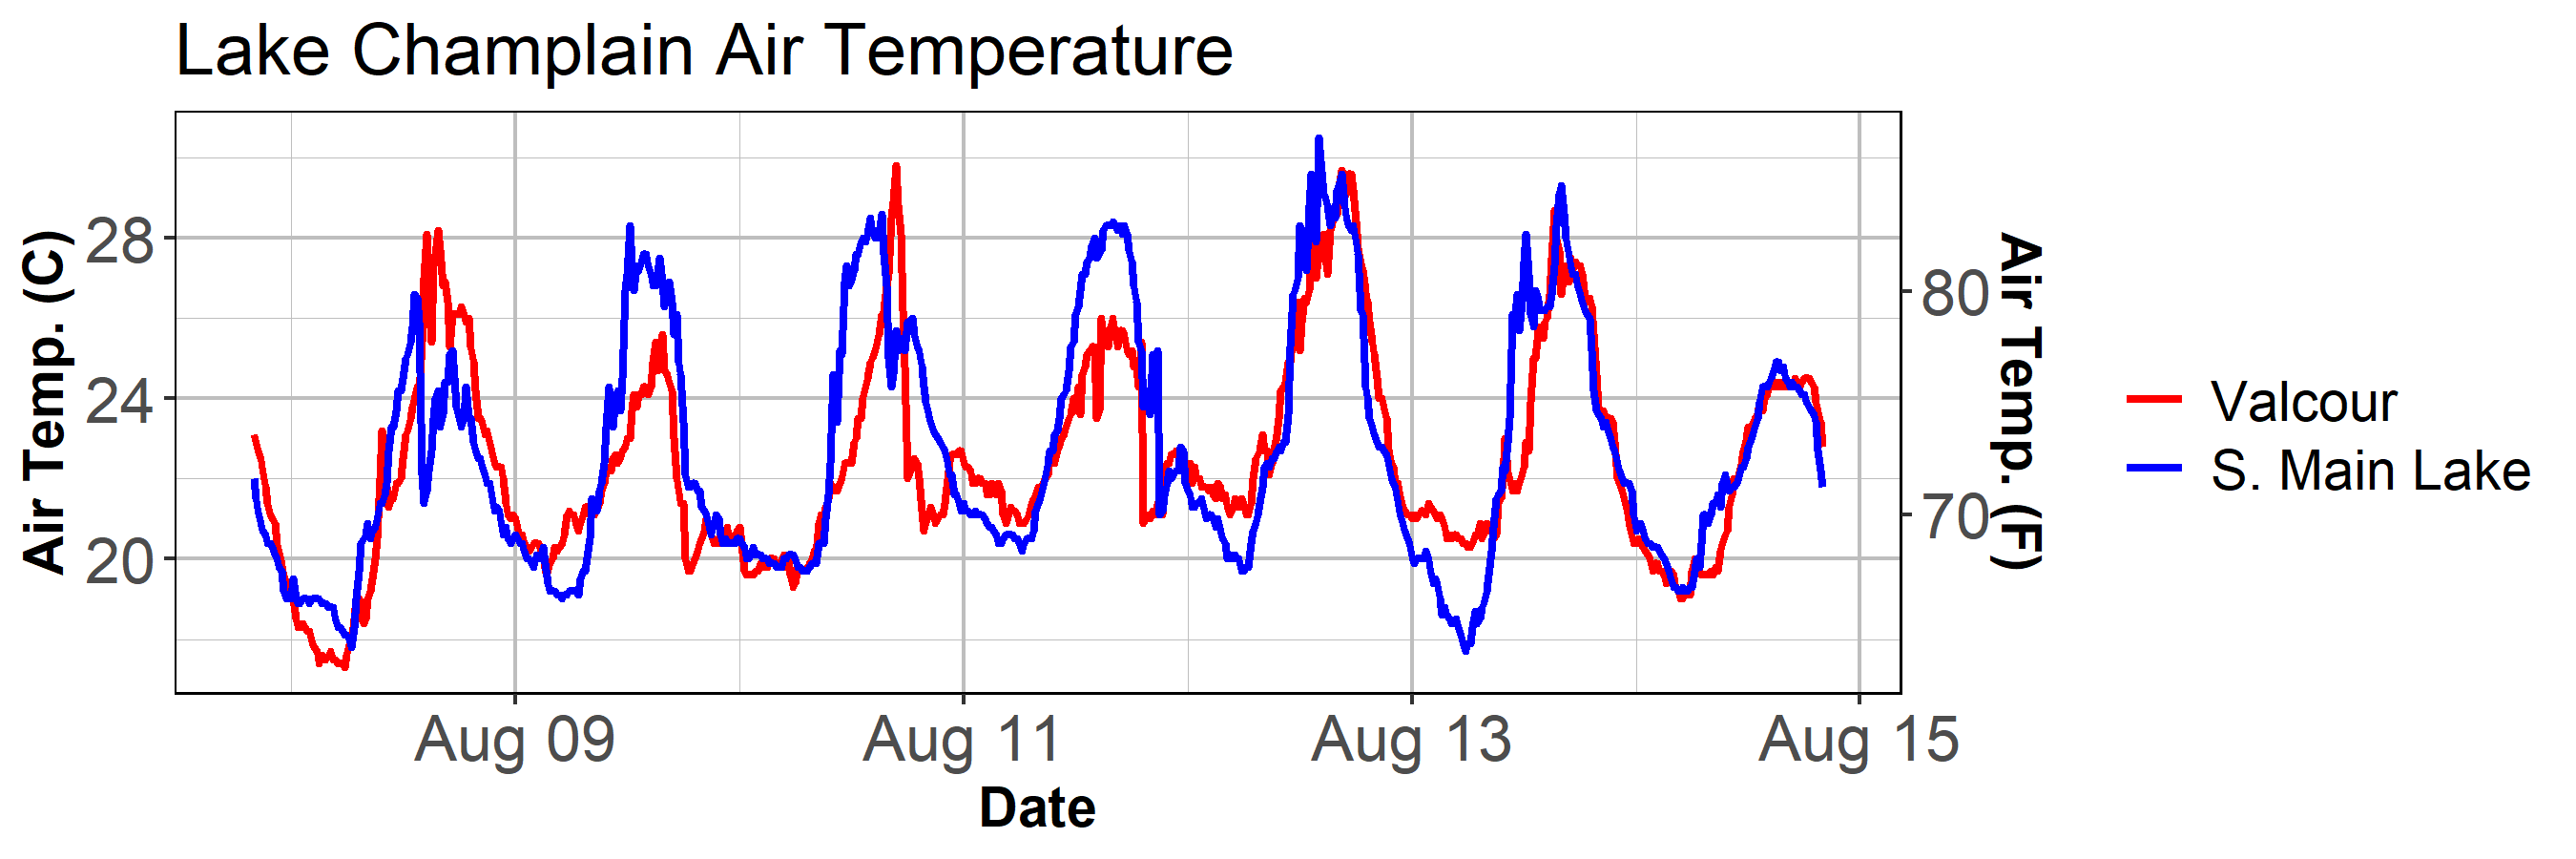 Lake Champlain Air Temperature
Air Temp. (C)
28
24
20
80
70
Air Temp. (F)
Valcour
S. Main Lake
Aug 09
Aug 11
Aug 13
Aug 15
Date